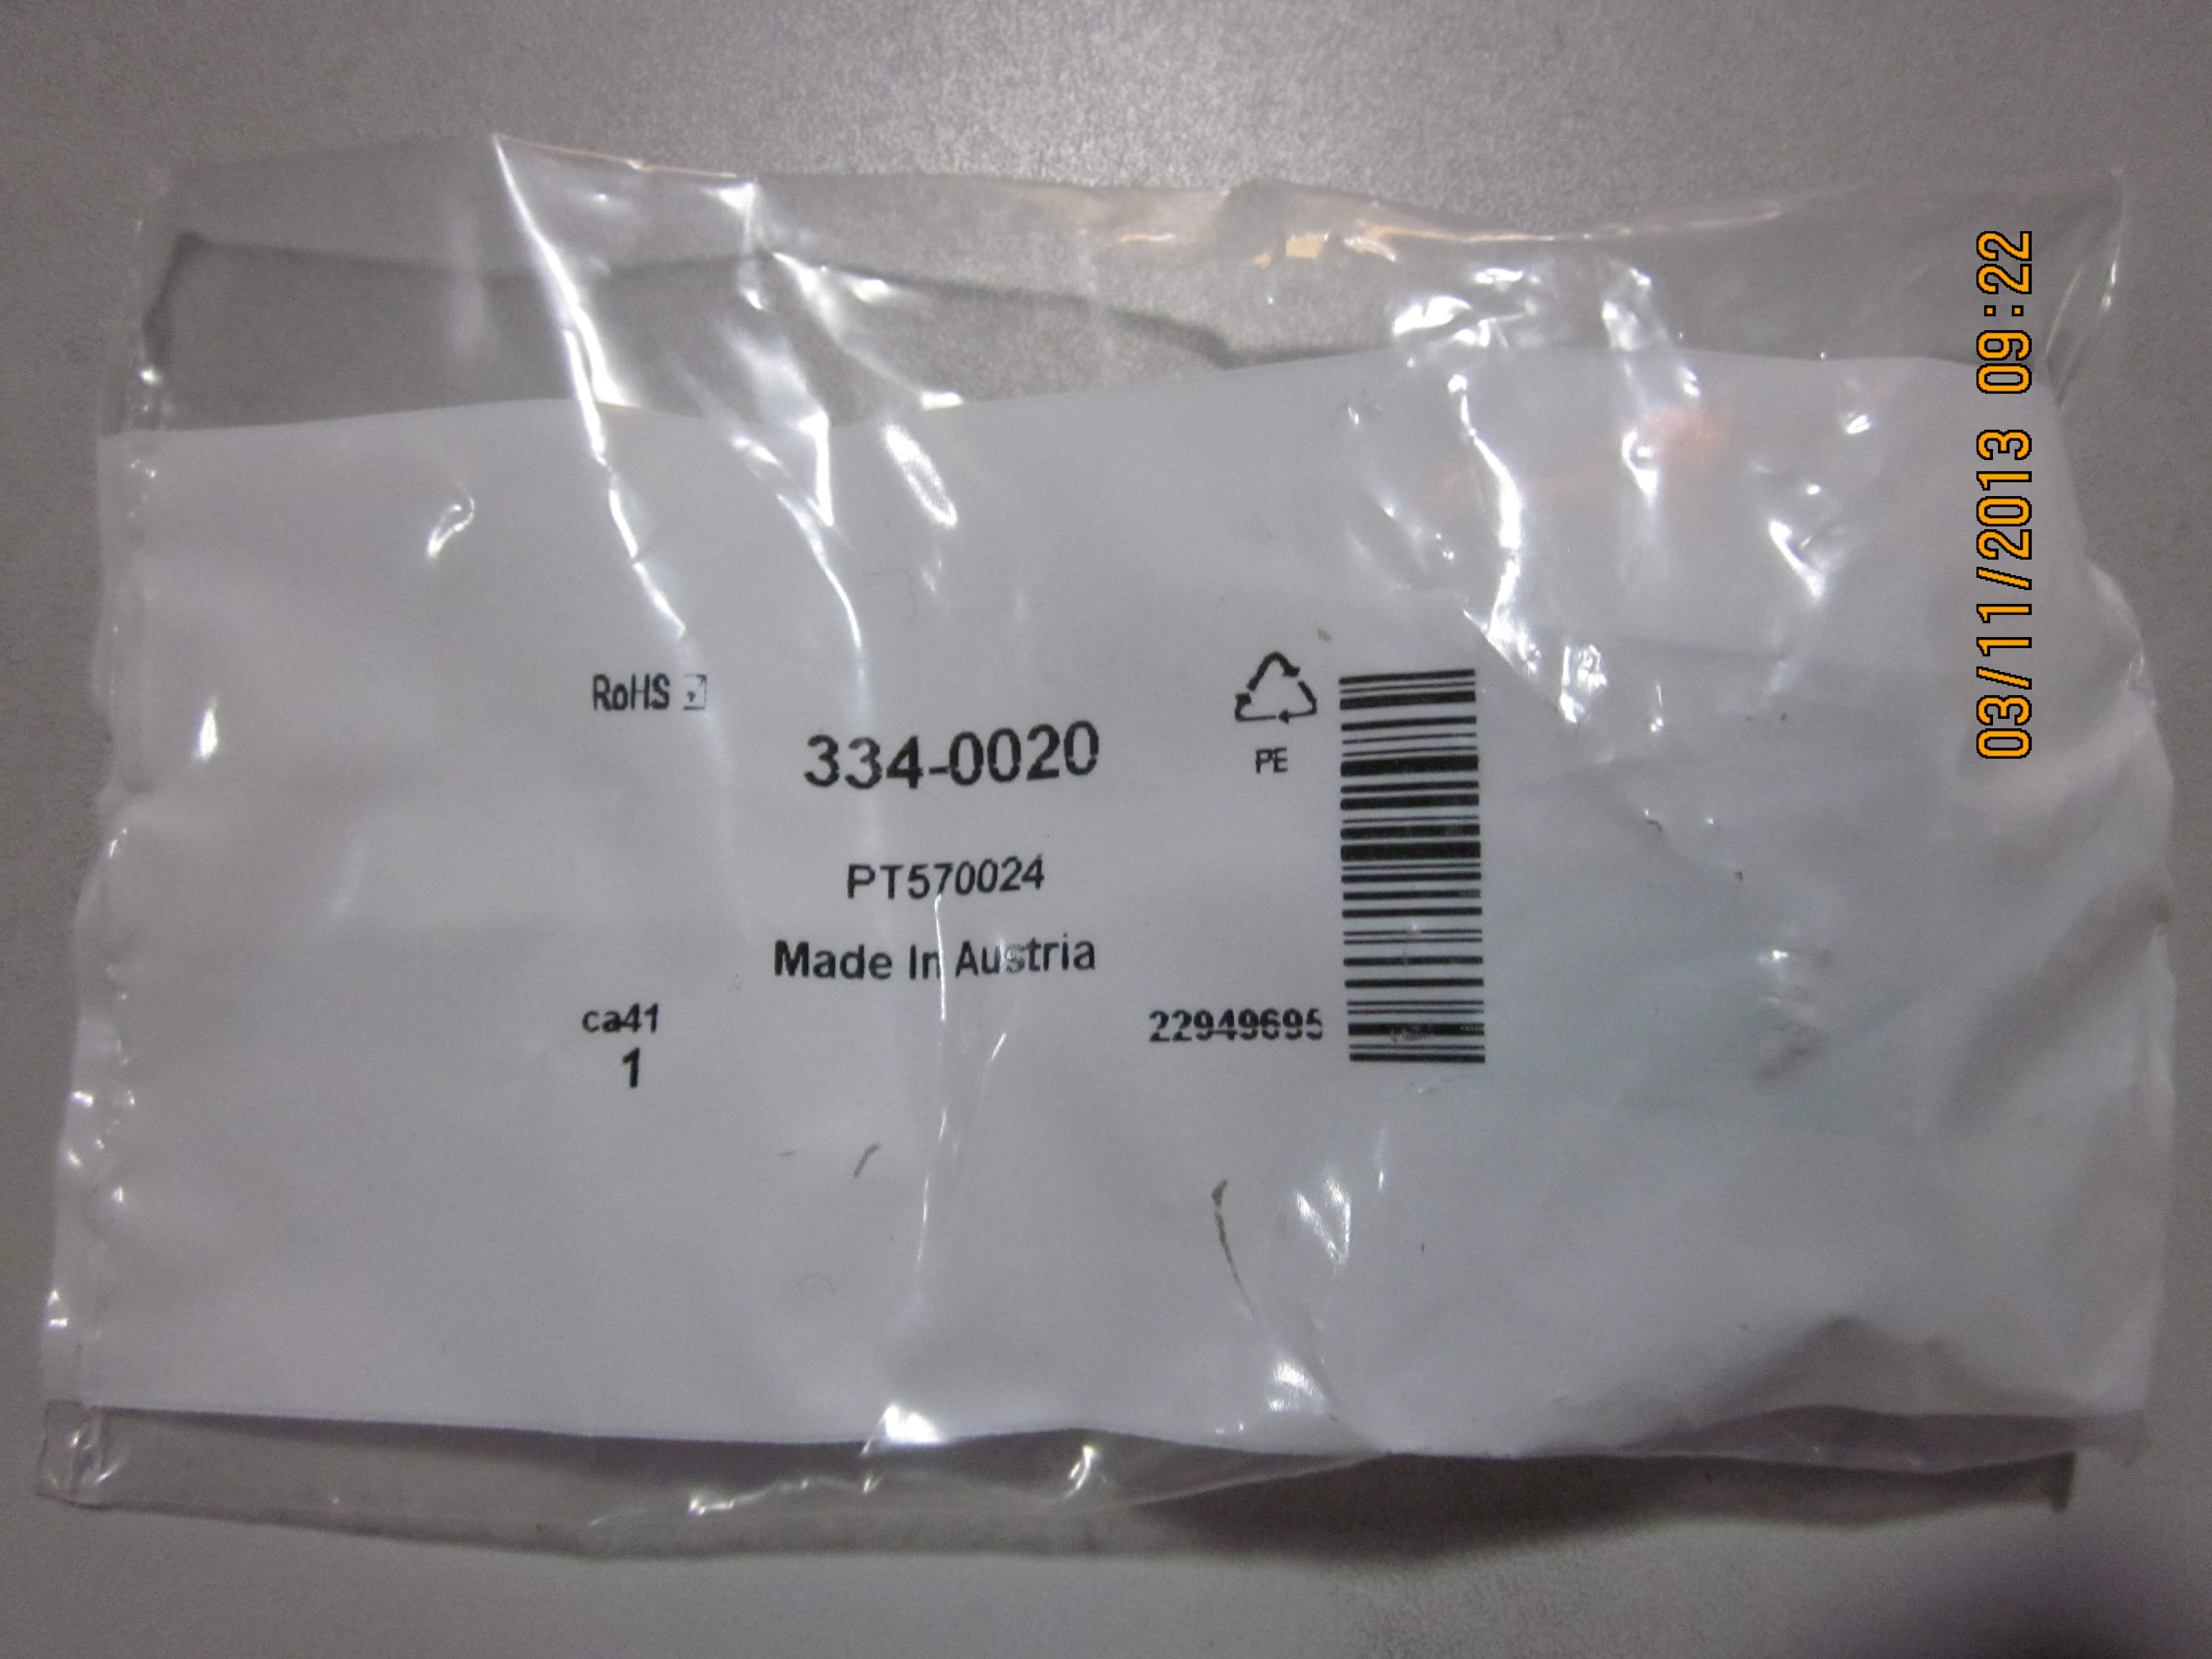 RoHS
334-0020
PE
PT570024
Made In Austria
ca41
1
22949695
03/11/2013 09:22